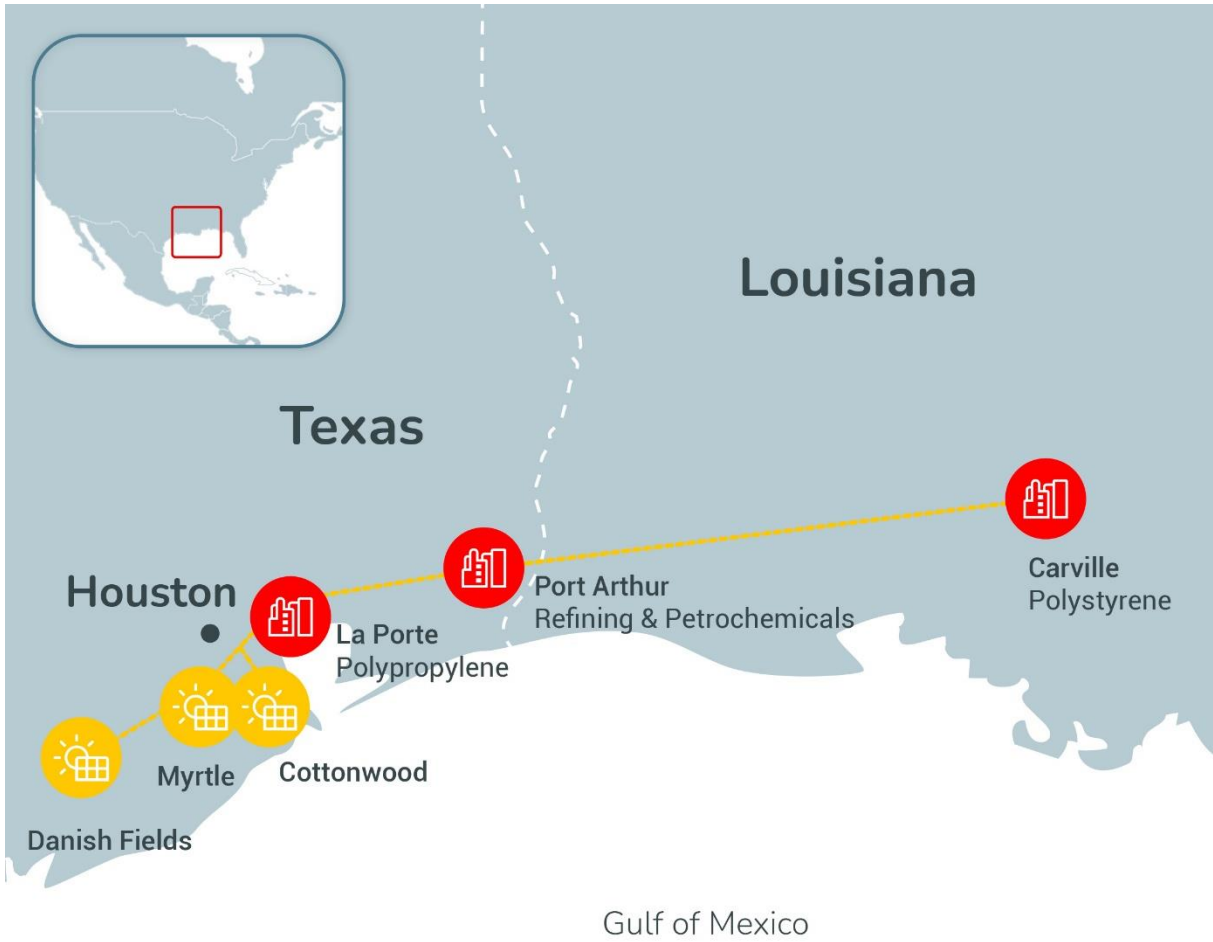 Louisiana
Texas
Houston
La Porte
Polypropylene
Port Arthur
Refining & Petrochemicals
Carville
Polystyrene
Myrtle
Cottonwood
Danish Fields
Gulf of Mexico